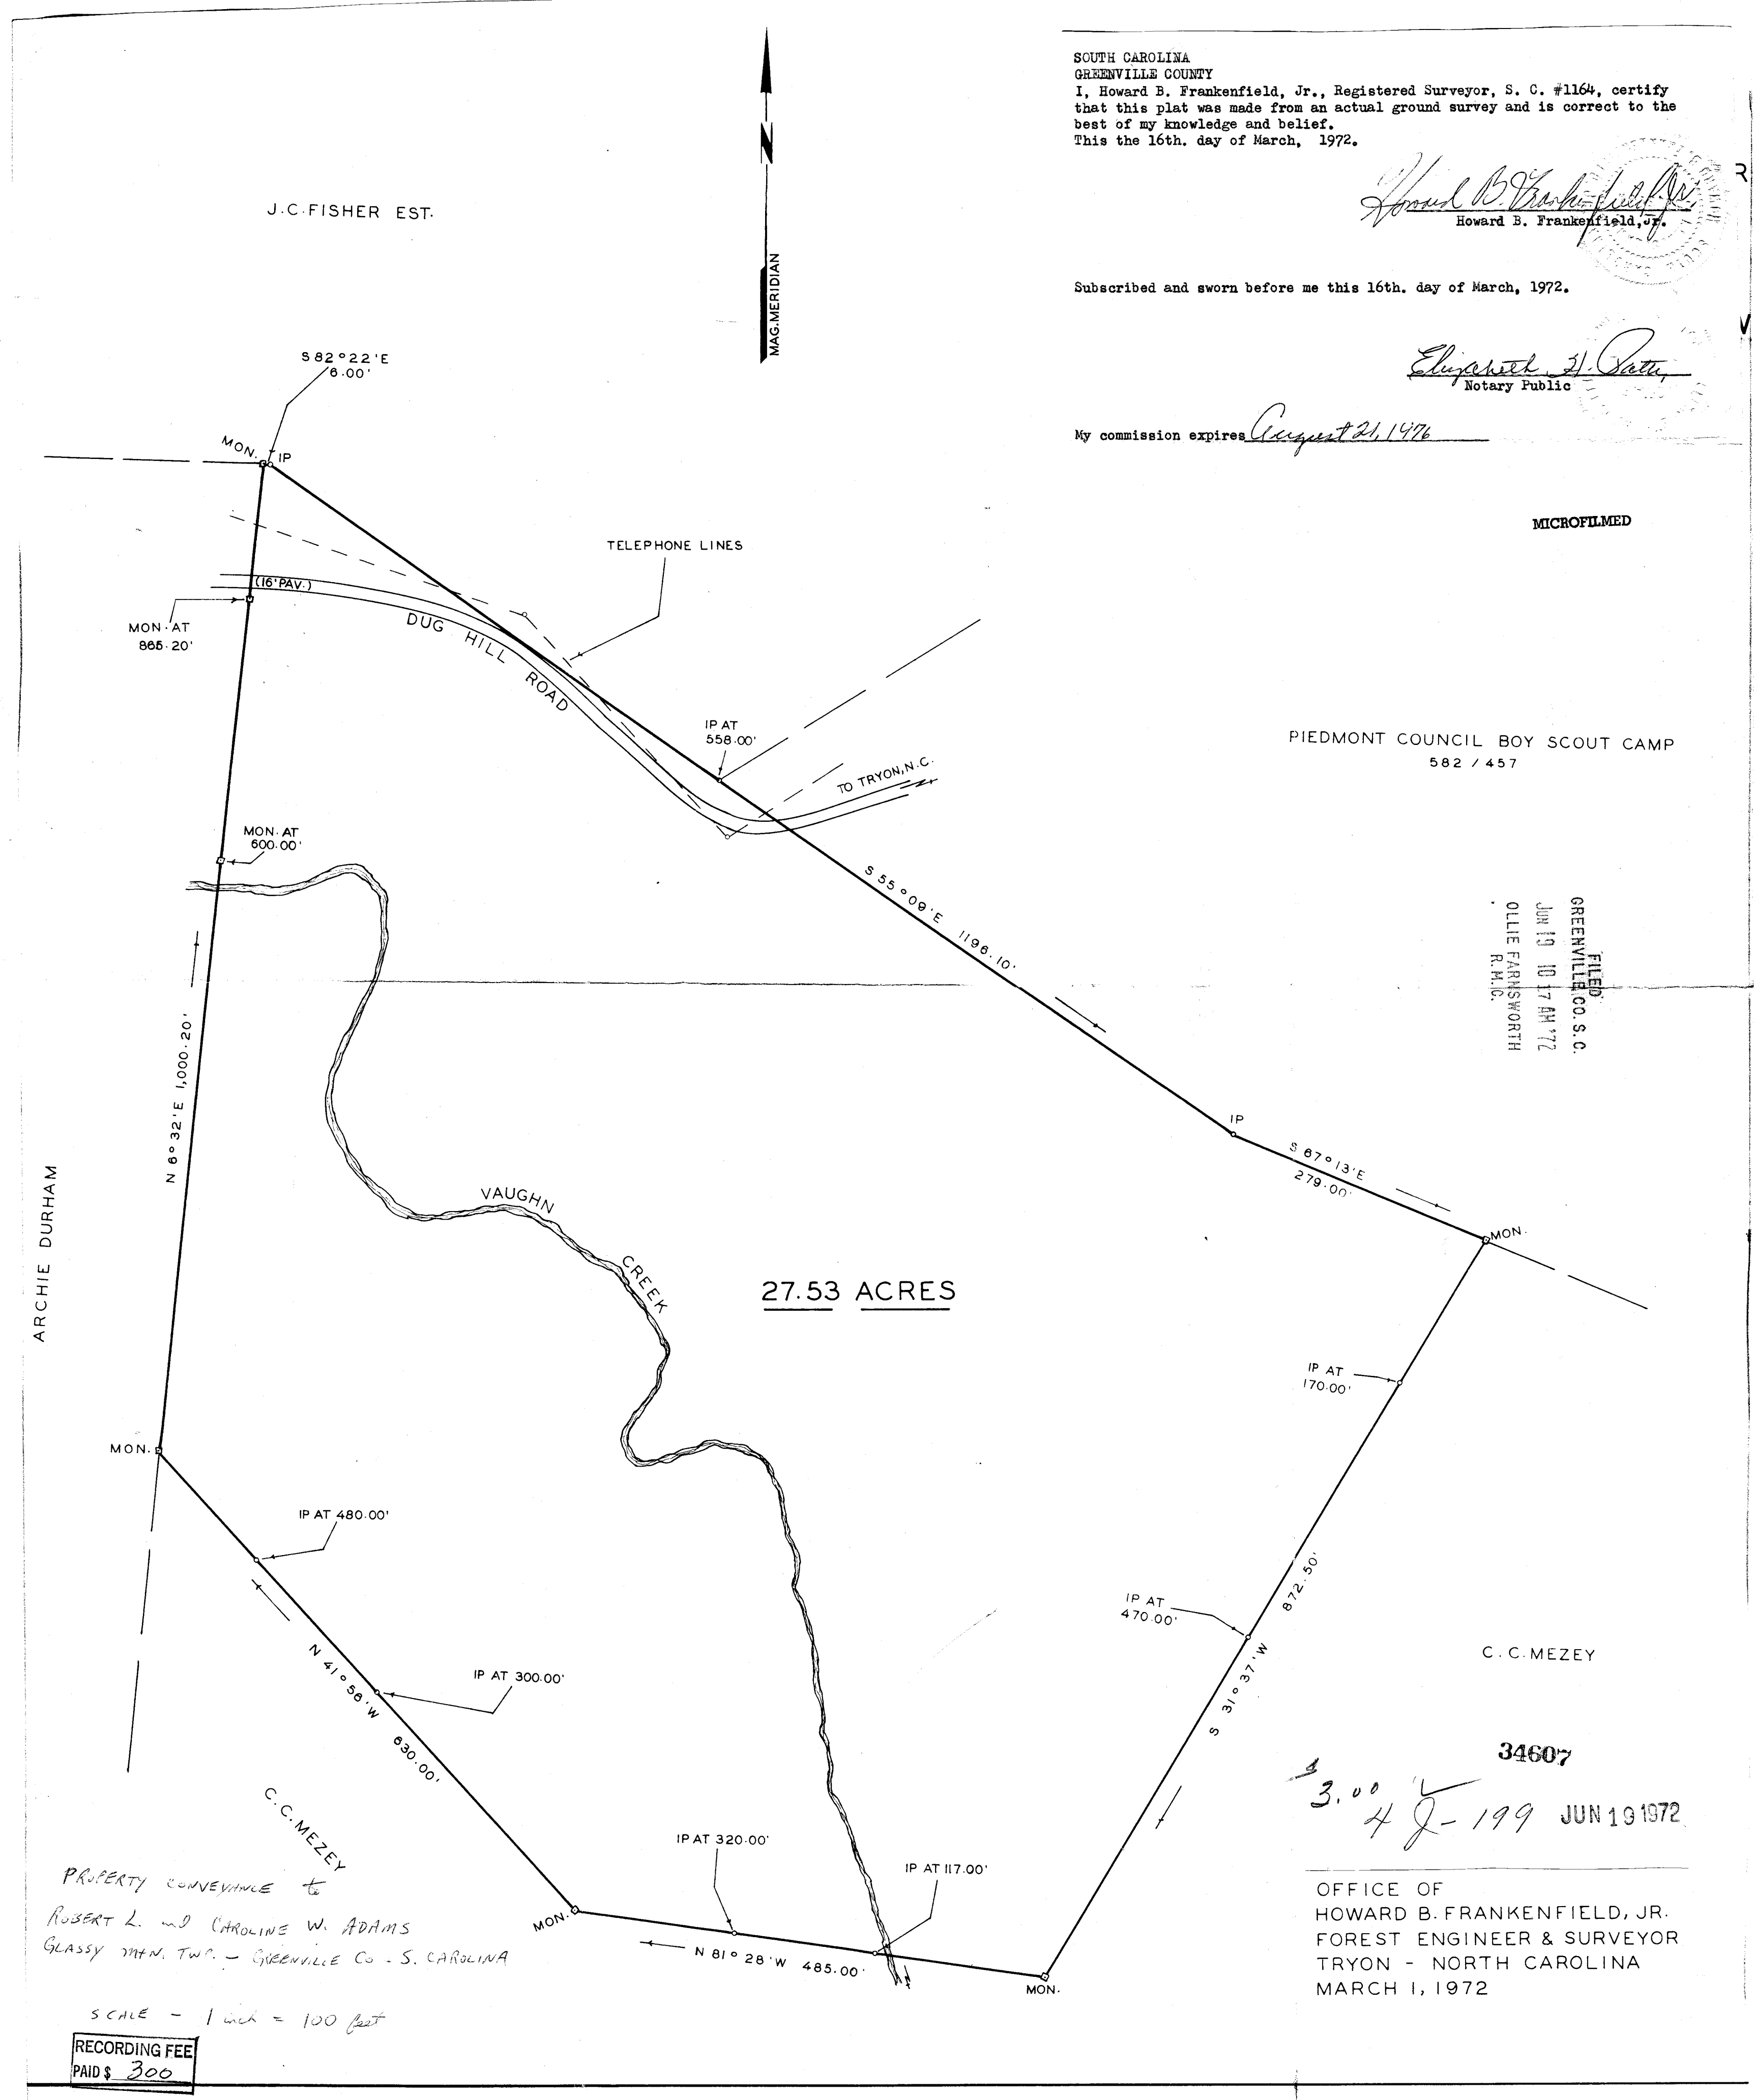 SOUTH CAROLINA
GREENVILLE COUNTY
I, Howard B. Frankenfield, Jr., Registered Surveyor, S. C. #1164, certify
that this plat was made from an actual ground survey and is correct to the
best of my knowledge and belief.
This the 16th. day of March, 1972.
Howard B. Frankenfield, Jr.
Howard B. Frankenfield, Jr.
Subscribed and sworn before me this 16th. day of March, 1972.
Elizabeth H.
Notary Public
My commission expires August 21, 1976
MICROFILMED
N
MAG. MERIDIAN
J.C. FISHER EST.
S 82° 22' E
6.00'
MON.
IP
(16' PAV.)
MON. AT
865.20'
TELEPHONE LINES
DUG HILL ROAD
IP AT
558.00'
TO TRYON, N.C.
PIEDMONT COUNCIL BOY SCOUT CAMP
582 / 457
MON. AT
600.00'
S 55° 09' E 1196.10'
FILED
GREENVILLE CO. S. C.
JUN 19 10 17 AM '72
OLLIE FARNSWORTH
R.M.C.
N 6° 32' E 1,000.20'
ARCHIE DURHAM
IP
S 67° 13' E
279.00'
MON.
VAUGHN
CREEK
27.53 ACRES
IP AT
170.00'
MON.
IP AT 480.00'
IP AT
470.00'
872.50'
S 31° 37' W
C. C. MEZEY
IP AT 300.00'
N 41° 56' W 630.00'
C. C. MEZEY
34607
$ 3.00
4 J - 199 JUN 19 1972
IP AT 320.00'
IP AT 117.00'
MON.
N 81° 28' W 485.00'
MON.
PROPERTY CONVEYANCE to
ROBERT L. and CAROLINE W. ADAMS
GLASSY MTN. TWP. - GREENVILLE CO. S. CAROLINA
SCALE - 1 inch = 100 feet
RECORDING FEE
PAID $ 300
OFFICE OF
HOWARD B. FRANKENFIELD, JR.
FOREST ENGINEER & SURVEYOR
TRYON - NORTH CAROLINA
MARCH 1, 1972